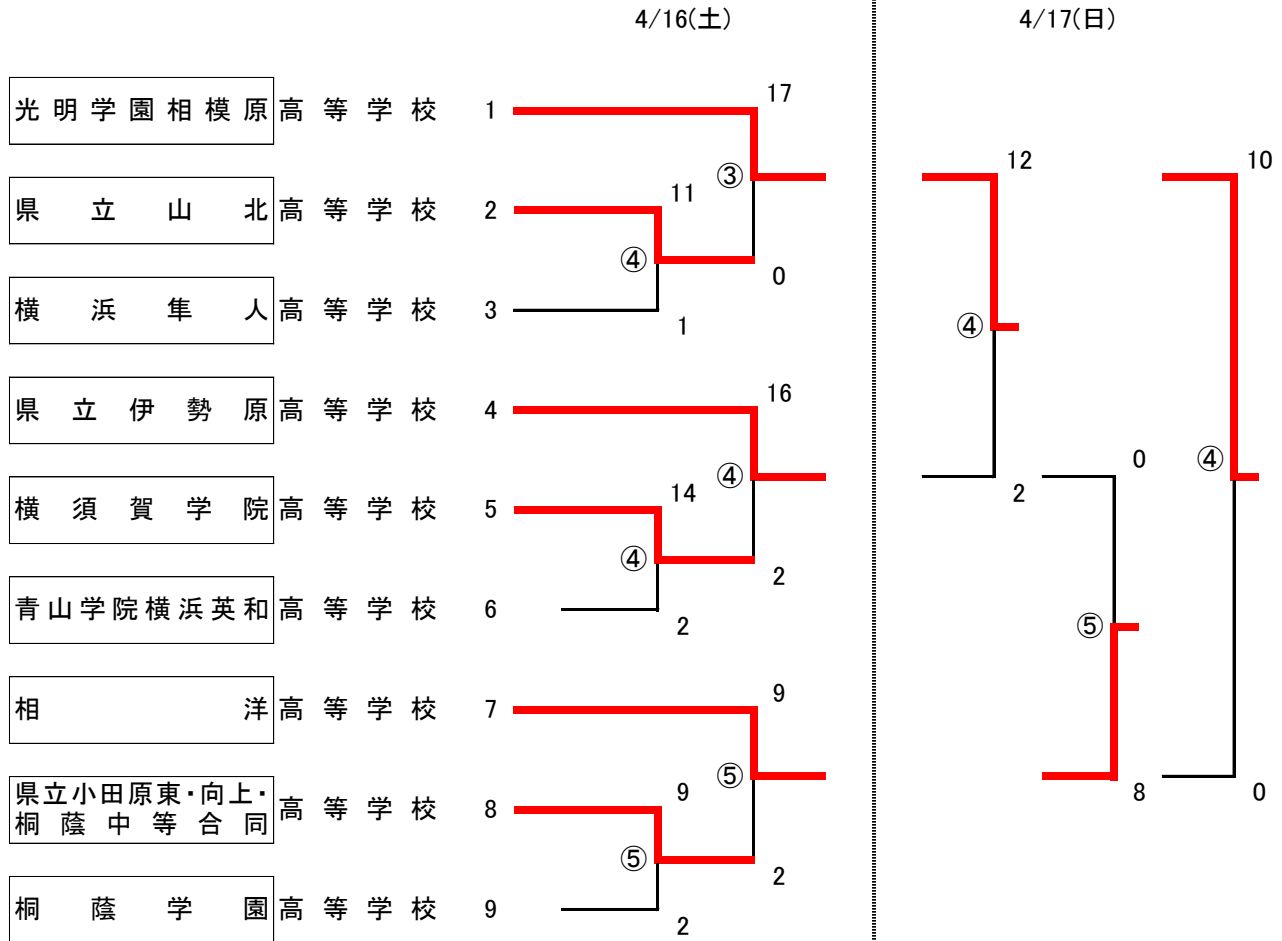 4/16(土) 4/17(日)
光明学園相模原 高等学校 1 17
③ 12 10
県立山北 高等学校 2 11
④ 0
横浜隼人 高等学校 3 1
④
県立伊勢原 高等学校 4 16
④ 0 ④
横須賀学院 高等学校 5 14 2
④ 2
青山学院横浜英和 高等学校 6 2
⑤
相洋 高等学校 7 9
⑤ 8 0
県立小田原東・向上・
桐蔭中等合同 高等学校 8 9
⑤ 2
桐蔭学園 高等学校 9 2